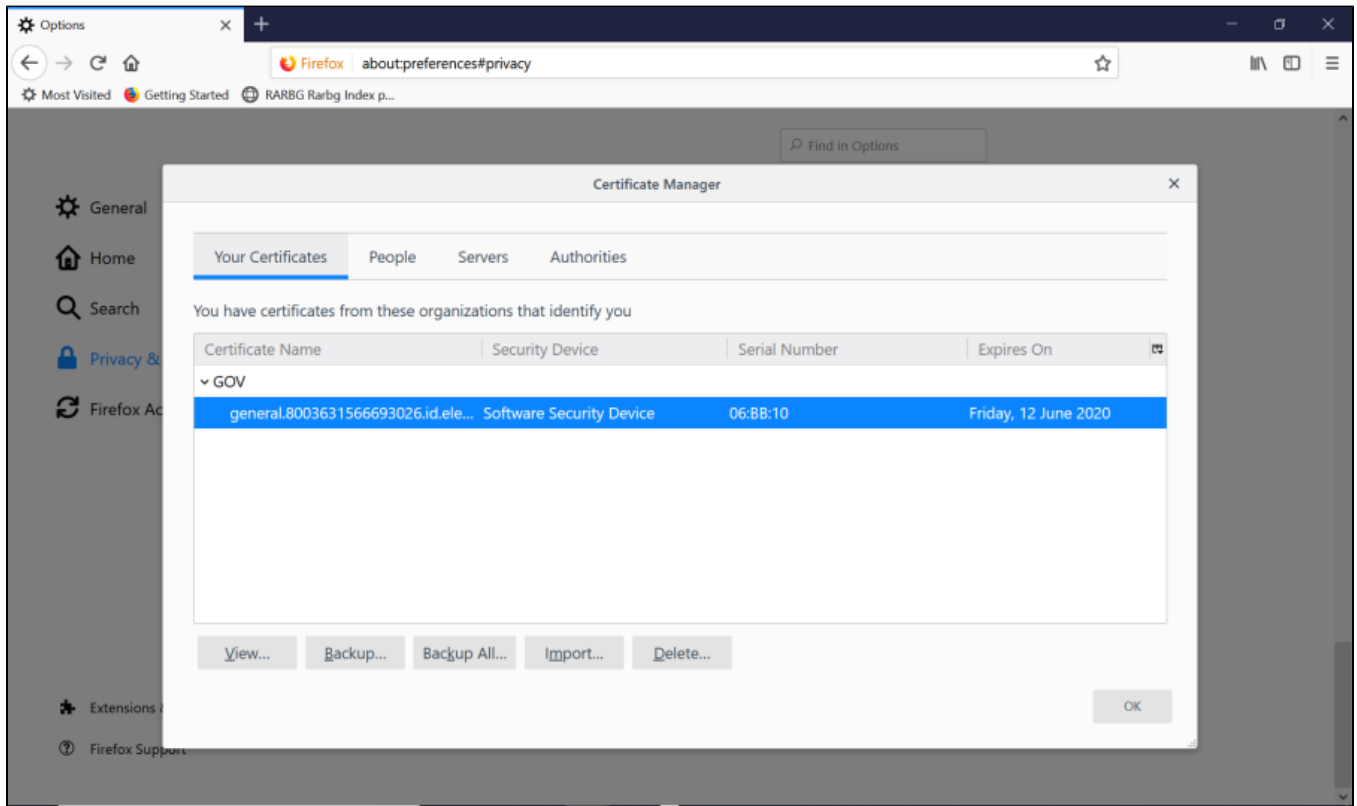 Options
Firefox about:preferences#privacy
Most Visited Getting Started RARBG Rarbg Index p...
Find in Options
Certificate Manager
General
Home
Search
Privacy &
Firefox Ac
Your Certificates People Servers Authorities
You have certificates from these organizations that identify you
Certificate Name Security Device Serial Number Expires On
GOV
general.8003631566693026.id.ele... Software Security Device 06:BB:10 Friday, 12 June 2020
View... Backup... Backup All... Import... Delete...
OK
Extensions
Firefox Support